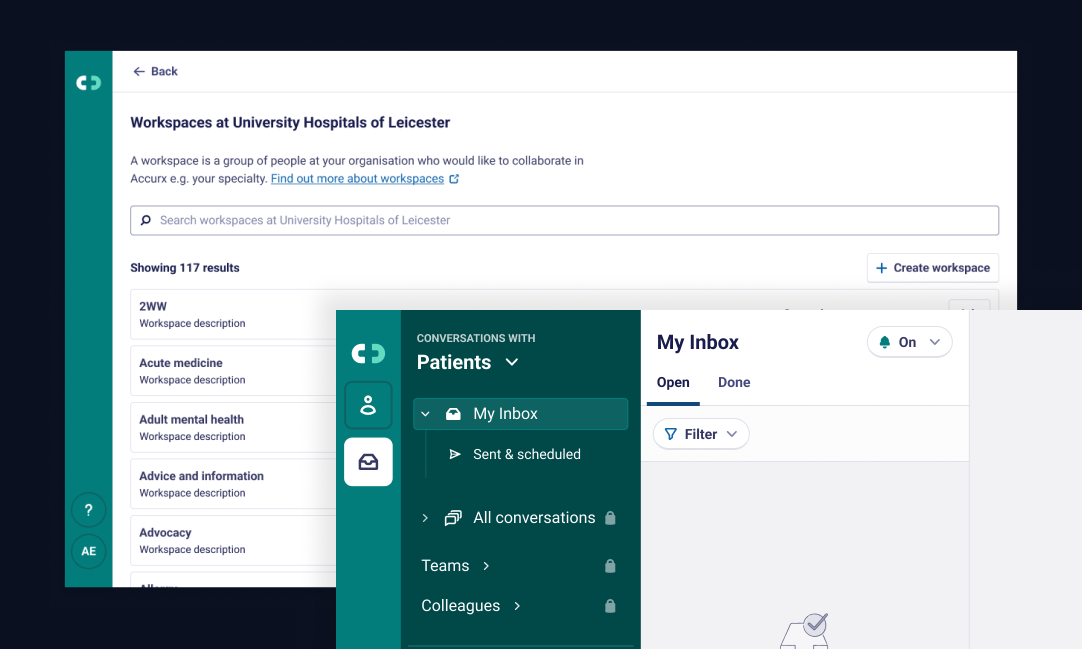 Back
Workspaces at University Hospitals of Leicester
A workspace is a group of people at your organisation who would like to collaborate in
Accurx e.g. your specialty. Find out more about workspaces
Search workspaces at University Hospitals of Leicester
Showing 117 results
+ Create workspace
2WW
Workspace description
Acute medicine
Workspace description
Adult mental health
Workspace description
Advice and information
Workspace description
Advocacy
Workspace description
?
AE
CONVERSATIONS WITH
Patients
My Inbox
Sent & scheduled
All conversations
Teams
Colleagues
My Inbox
On
Open Done
Filter